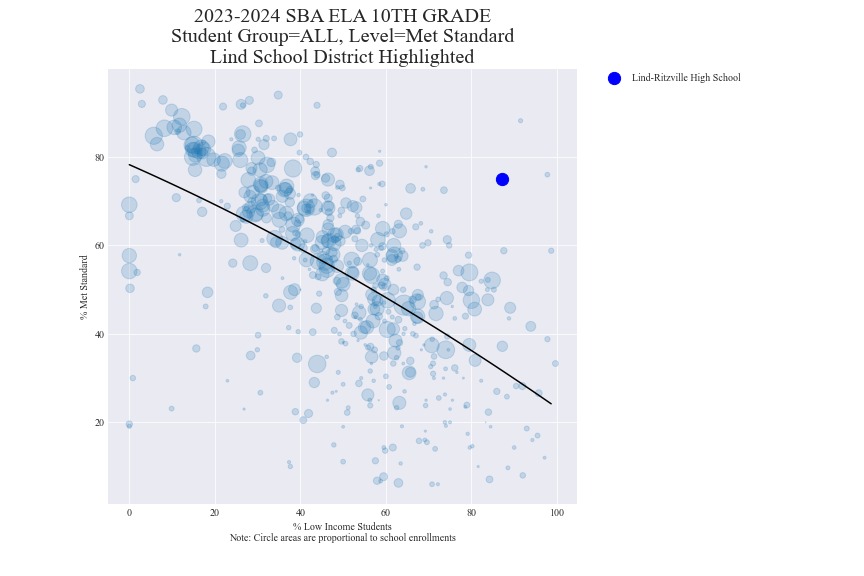 2023-2024 SBA ELA 10TH GRADE
Student Group=ALL, Level=Met Standard
Lind School District Highlighted
Lind-Ritzville High School
% Met Standard
80
60
40
20
0 20 40 60 80 100
% Low Income Students
Note: Circle areas are proportional to school enrollments